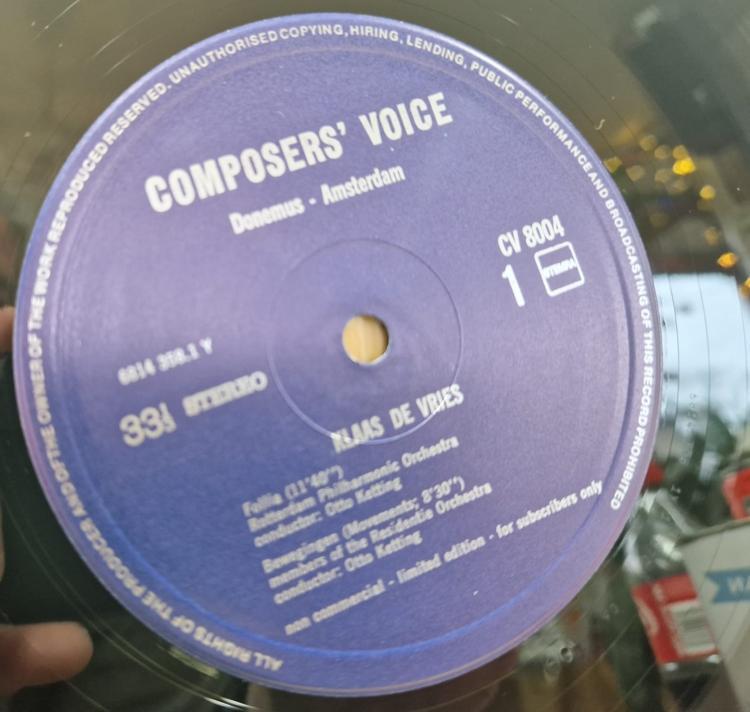 ALL RIGHTS OF THE PRODUCER AND OF THE OWNER OF THE WORK REPRODUCED RESERVED. UNAUTHORISED COPYING, HIRING, LENDING, PUBLIC PERFORMANCE AND BROADCASTING OF THIS RECORD PROHIBITED
COMPOSERS' VOICE
Donemus - Amsterdam
CV 8004
1
STEMRA
6814 358.1 Y
33⅓ STEREO
KLAAS DE VRIES
Follia (11'40'')
Rotterdam Philharmonic Orchestra
conductor: Otto Ketting
Bewegingen (Movements; 8'30'')
members of the Residentie Orchestra
conductor: Otto Ketting
non commercial - limited edition - for subscribers only